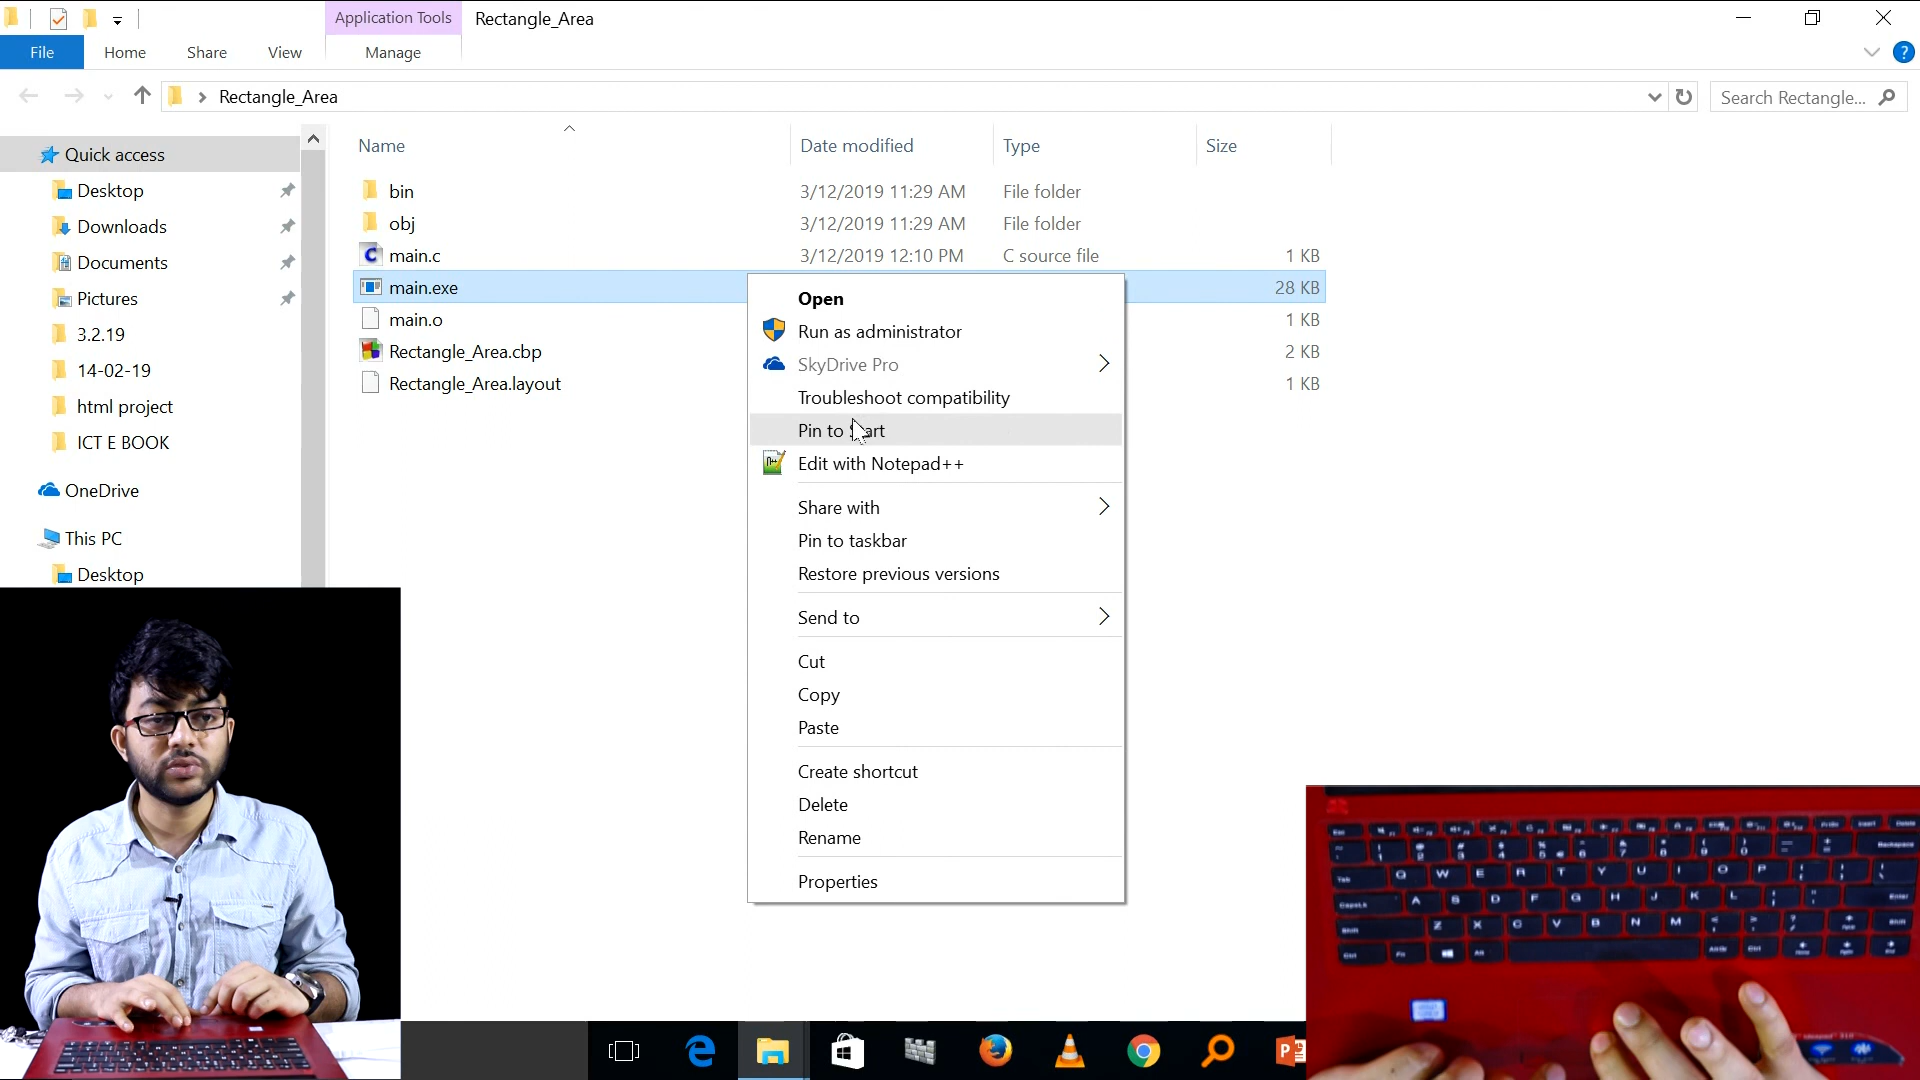 Application Tools
Rectangle_Area
File
Home
Share
View
Manage
Rectangle_Area
Search Rectangle...
Name
Date modified
Type
Size
Quick access
Desktop
Downloads
Documents
Pictures
3.2.19
14-02-19
html project
ICT E BOOK
OneDrive
This PC
Desktop
bin
3/12/2019 11:29 AM
File folder
obj
3/12/2019 11:29 AM
File folder
main.c
3/12/2019 12:10 PM
C source file
1 KB
main.exe
28 KB
main.o
1 KB
Rectangle_Area.cbp
2 KB
Rectangle_Area.layout
1 KB
Open
Run as administrator
SkyDrive Pro
Troubleshoot compatibility
Pin to Start
Edit with Notepad++
Share with
Pin to taskbar
Restore previous versions
Send to
Cut
Copy
Paste
Create shortcut
Delete
Rename
Properties
Q W E R T Y U I O P
A S D F G H J K L
Z X C V B N M